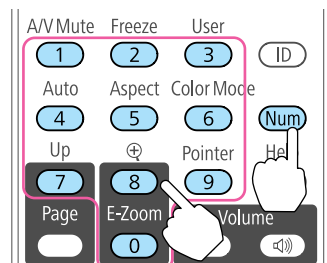 A/V Mute Freeze User
1 2 3 ID
Auto Aspect Color Mode
4 5 6 Num
Up Pointer
7 8 9
Page E-Zoom Volume
0